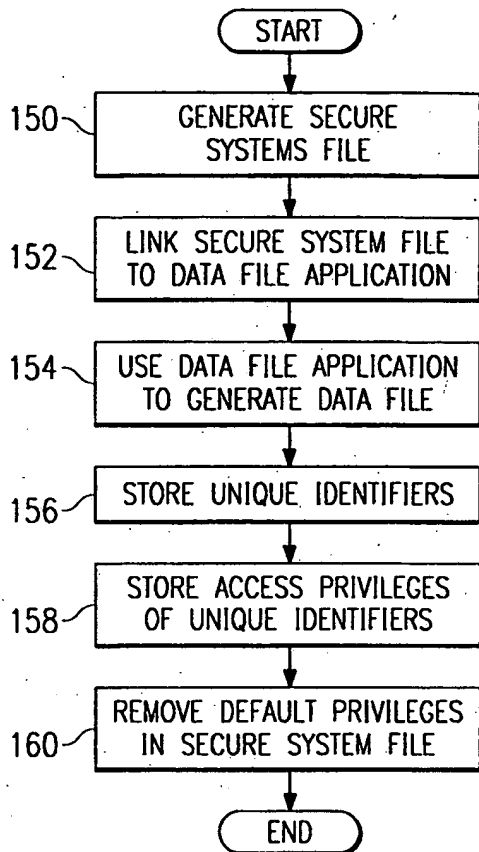 START
150
GENERATE SECURE
SYSTEMS FILE
152
LINK SECURE SYSTEM FILE
TO DATA FILE APPLICATION
154
USE DATA FILE APPLICATION
TO GENERATE DATA FILE
156
STORE UNIQUE IDENTIFIERS
158
STORE ACCESS PRIVILEGES
OF UNIQUE IDENTIFIERS
160
REMOVE DEFAULT PRIVILEGES
IN SECURE SYSTEM FILE
END